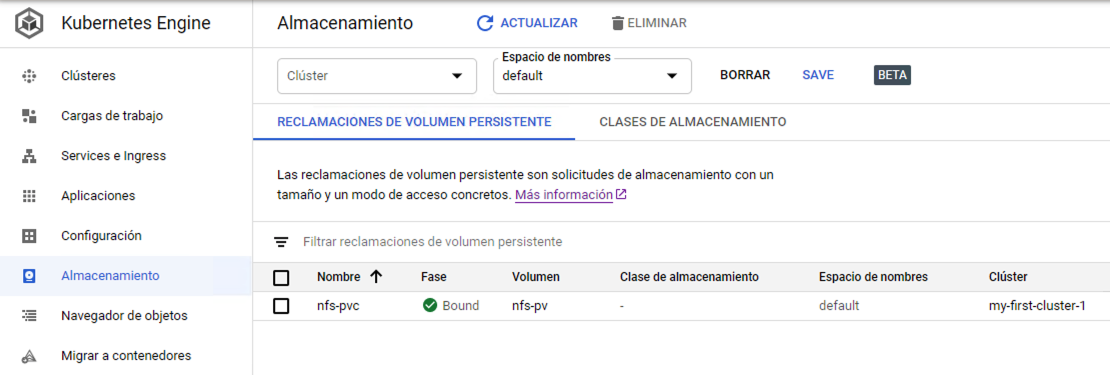 Kubernetes Engine
Almacenamiento
ACTUALIZAR
ELIMINAR
Clústeres
Cargas de trabajo
Services e Ingress
Aplicaciones
Configuración
Almacenamiento
Navegador de objetos
Migrar a contenedores
Clúster
Espacio de nombres
default
BORRAR
SAVE
BETA
RECLAMACIONES DE VOLUMEN PERSISTENTE
CLASES DE ALMACENAMIENTO
Las reclamaciones de volumen persistente son solicitudes de almacenamiento con un
tamaño y un modo de acceso concretos. Más información
Filtrar reclamaciones de volumen persistente
Nombre Fase Volumen Clase de almacenamiento Espacio de nombres Clúster
nfs-pvc Bound nfs-pv - default my-first-cluster-1